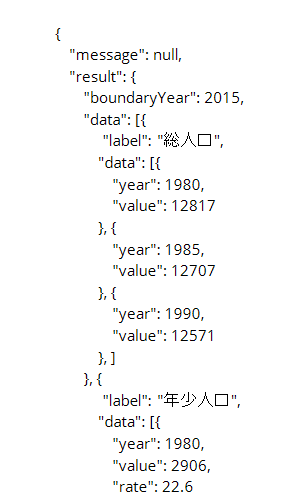 {
"message": null,
"result": {
"boundaryYear": 2015,
"data": [{
"label": "総人口",
"data": [{
"year": 1980,
"value": 12817
}, {
"year": 1985,
"value": 12707
}, {
"year": 1990,
"value": 12571
}, ]
}, {
"label": "年少人口",
"data": [{
"year": 1980,
"value": 2906,
"rate": 22.6